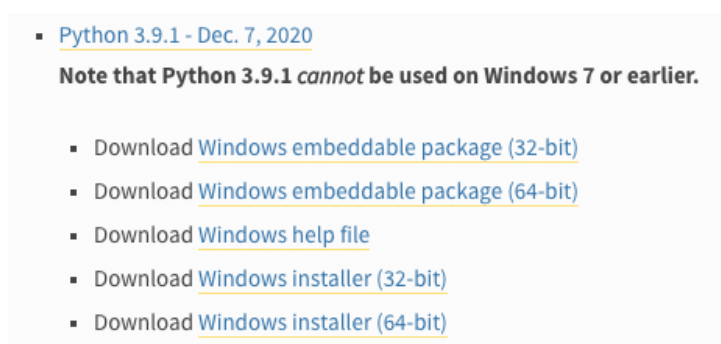 Python 3.9.1 - Dec. 7, 2020
Note that Python 3.9.1 cannot be used on Windows 7 or earlier.
Download Windows embeddable package (32-bit)
Download Windows embeddable package (64-bit)
Download Windows help file
Download Windows installer (32-bit)
Download Windows installer (64-bit)